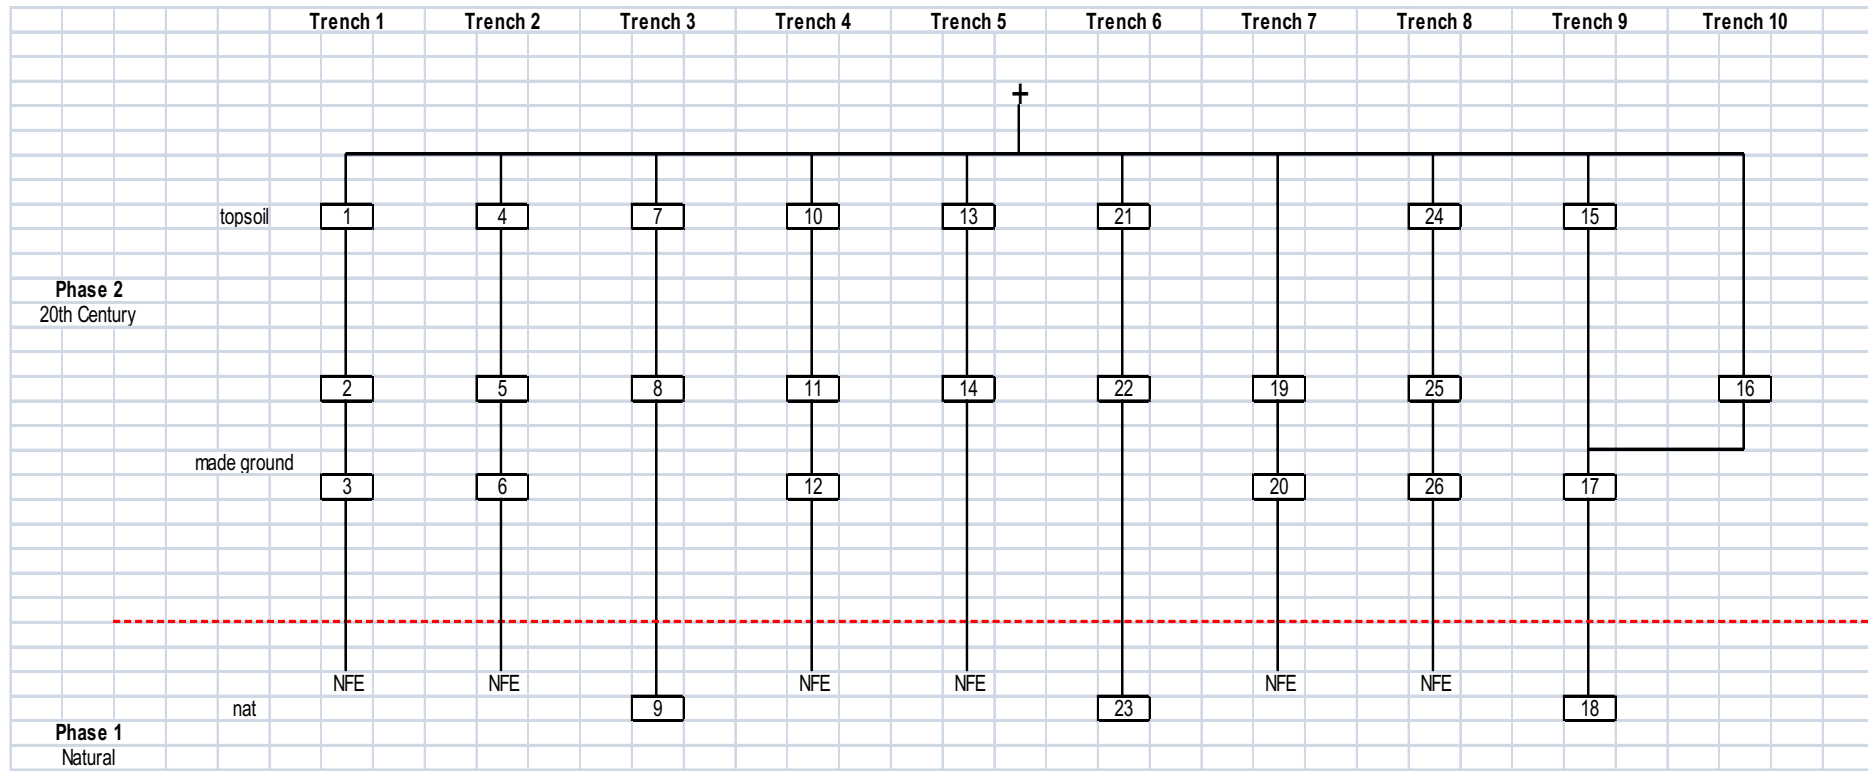 Trench 1 Trench 2 Trench 3 Trench 4 Trench 5 Trench 6 Trench 7 Trench 8 Trench 9 Trench 10
+
topsoil 1 4 7 10 13 21 24 15
Phase 2
20th Century
2 5 8 11 14 22 19 25 16
made ground
3 6 12 20 26 17
NFE NFE NFE NFE NFE NFE
nat 9 23 18
Phase 1
Natural